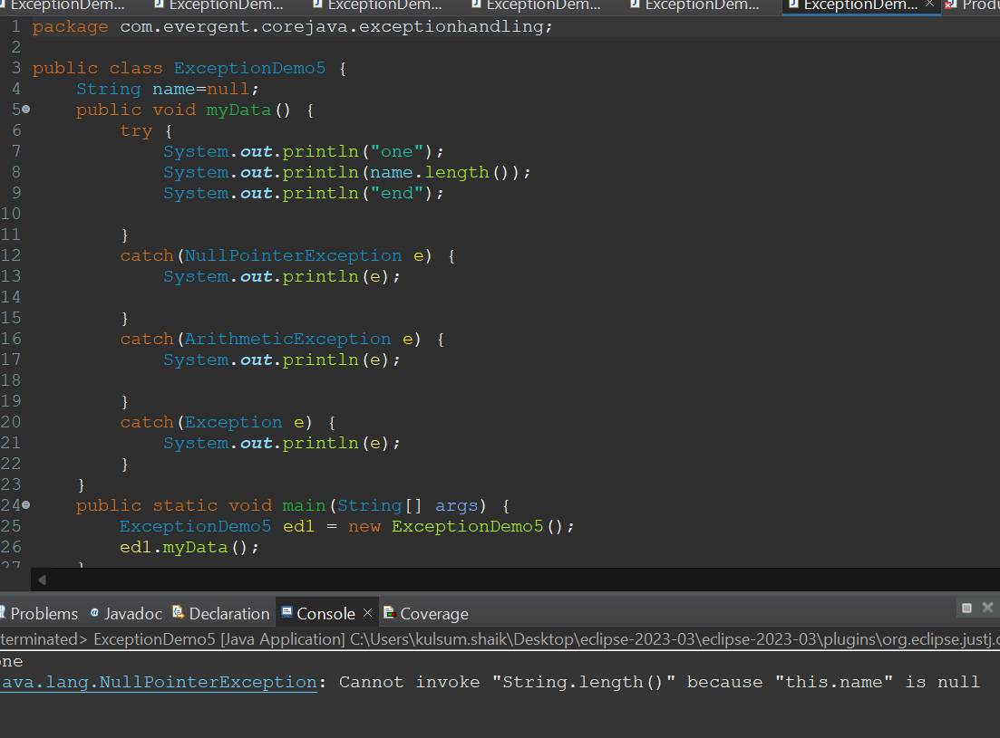 ExceptionDem... ExceptionDem... ExceptionDem... ExceptionDem... ExceptionDem... ExceptionDem... Produ
1 package com.evergent.corejava.exceptionhandling;
2
3 public class ExceptionDemo5 {
4 String name=null;
5 public void myData() {
6 try {
7 System.out.println("one");
8 System.out.println(name.length());
9 System.out.println("end");
10
11 }
12 catch(NullPointerException e) {
13 System.out.println(e);
14
15 }
16 catch(ArithmeticException e) {
17 System.out.println(e);
18
19 }
20 catch(Exception e) {
21 System.out.println(e);
22 }
23 }
24 public static void main(String[] args) {
25 ExceptionDemo5 ed1 = new ExceptionDemo5();
26 ed1.myData();
27 }
Problems Javadoc Declaration Console Coverage
terminated> ExceptionDemo5 [Java Application] C:\Users\kulsum.shaik\Desktop\eclipse-2023-03\eclipse-2023-03\plugins\org.eclipse.justj.o
one
ava.lang.NullPointerException: Cannot invoke "String.length()" because "this.name" is null